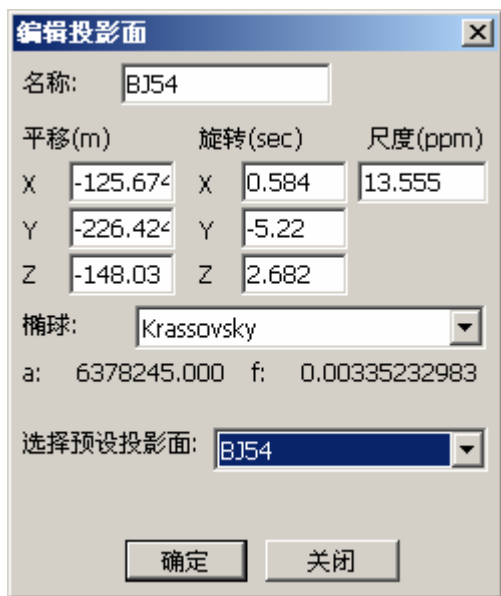 编辑投影面
名称: BJ54
平移(m) 旋转(sec) 尺度(ppm)
X -125.674 X 0.584 13.555
Y -226.424 Y -5.22
Z -148.03 Z 2.682
椭球: Krassovsky
a: 6378245.000 f: 0.00335232983
选择预设投影面: BJ54
确定 关闭